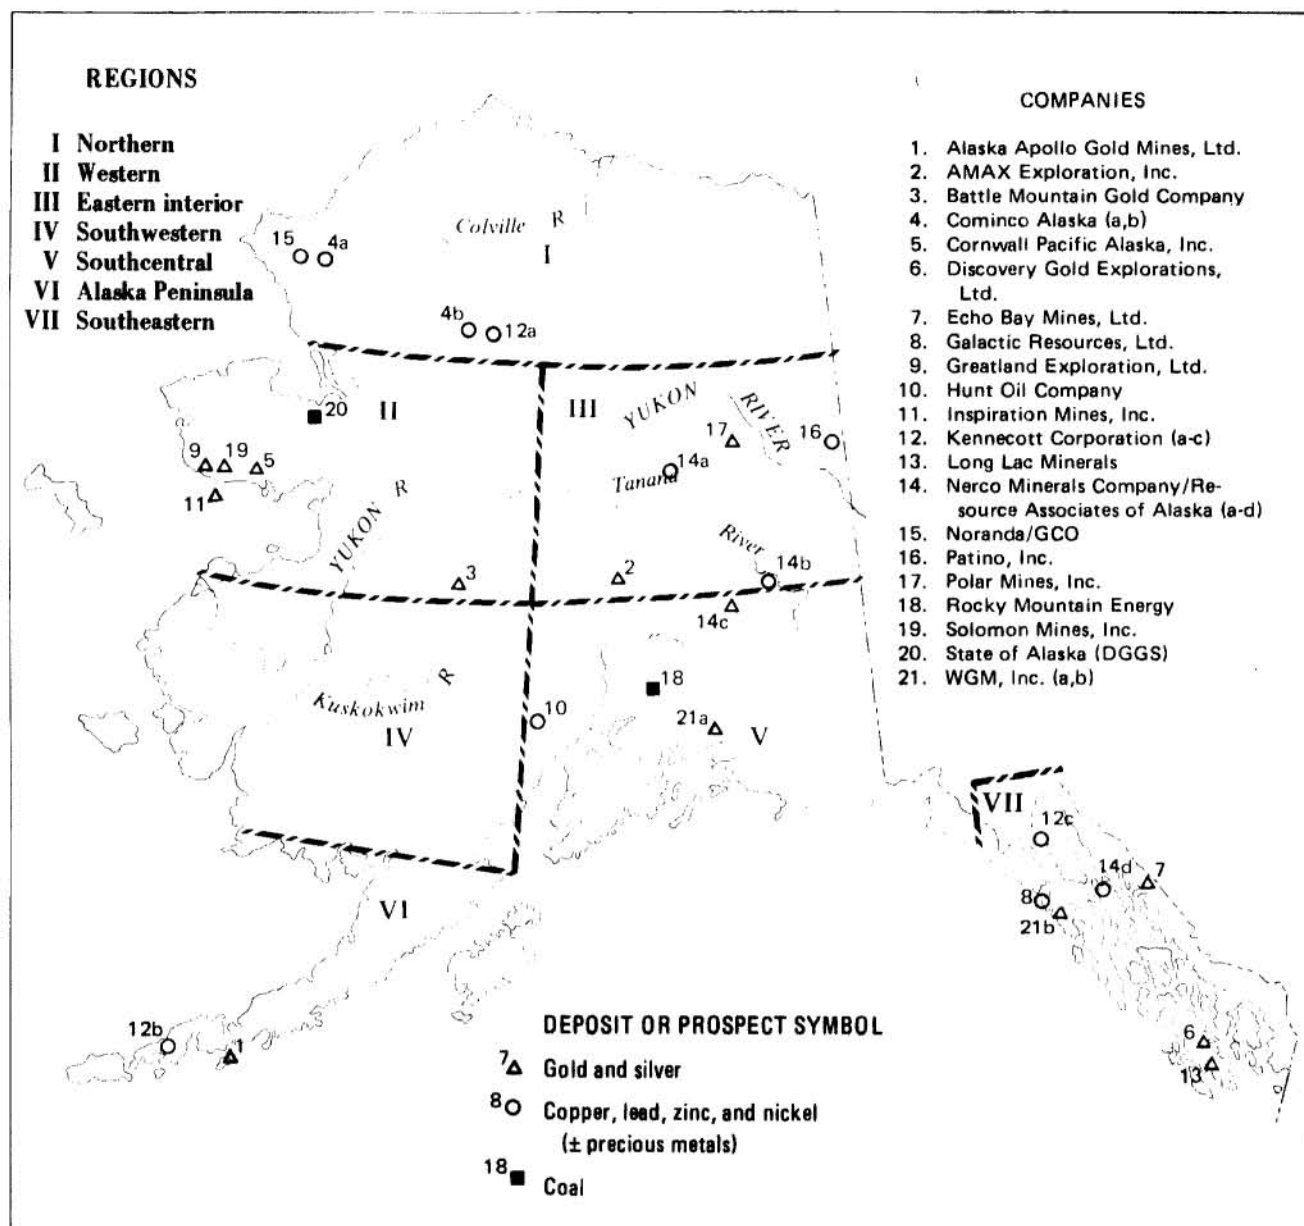 REGIONS
I Northern
II Western
III Eastern interior
IV Southwestern
V Southcentral
VI Alaska Peninsula
VII Southeastern
COMPANIES
1. Alaska Apollo Gold Mines, Ltd.
2. AMAX Exploration, Inc.
3. Battle Mountain Gold Company
4. Cominco Alaska (a,b)
5. Cornwall Pacific Alaska, Inc.
6. Discovery Gold Explorations,
Ltd.
7. Echo Bay Mines, Ltd.
8. Galactic Resources, Ltd.
9. Greatland Exploration, Ltd.
10. Hunt Oil Company
11. Inspiration Mines, Inc.
12. Kennecott Corporation (a-c)
13. Long Lac Minerals
14. Nerco Minerals Company/Re-
source Associates of Alaska (a-d)
15. Noranda/GCO
16. Patino, Inc.
17. Polar Mines, Inc.
18. Rocky Mountain Energy
19. Solomon Mines, Inc.
20. State of Alaska (DGGS)
21. WGM, Inc. (a,b)
Colville R
I
15
4a
4b
12a
II
20
III
YUKON RIVER
17
16
14a
Tanana
River
9
19
5
11
YUKON R
3
2
14b
14c
Kuskokwim R
IV
10
18
21a
V
VII
12c
14d
7
8
21b
VI
12b
1
6
13
DEPOSIT OR PROSPECT SYMBOL
7 Gold and silver
8 Copper, lead, zinc, and nickel
(± precious metals)
18 Coal